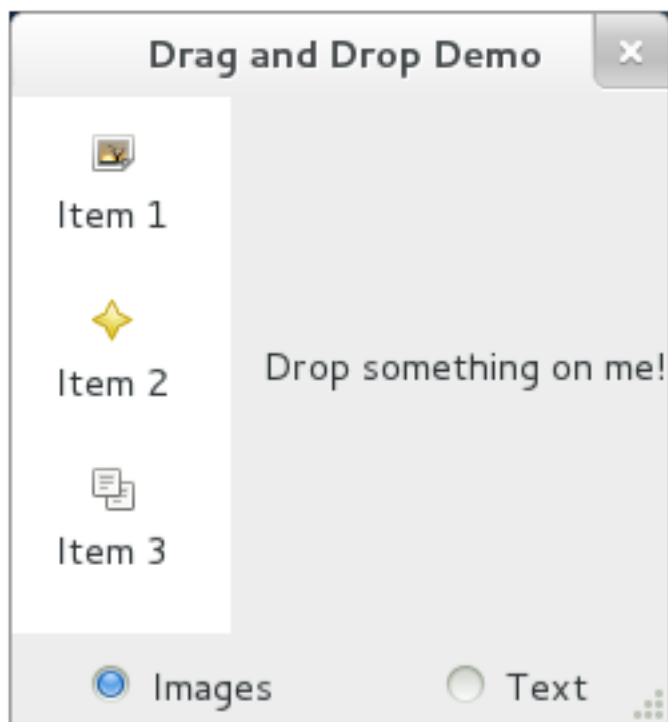 Drag and Drop Demo
Item 1
Item 2
Drop something on me!
Item 3
Images
Text